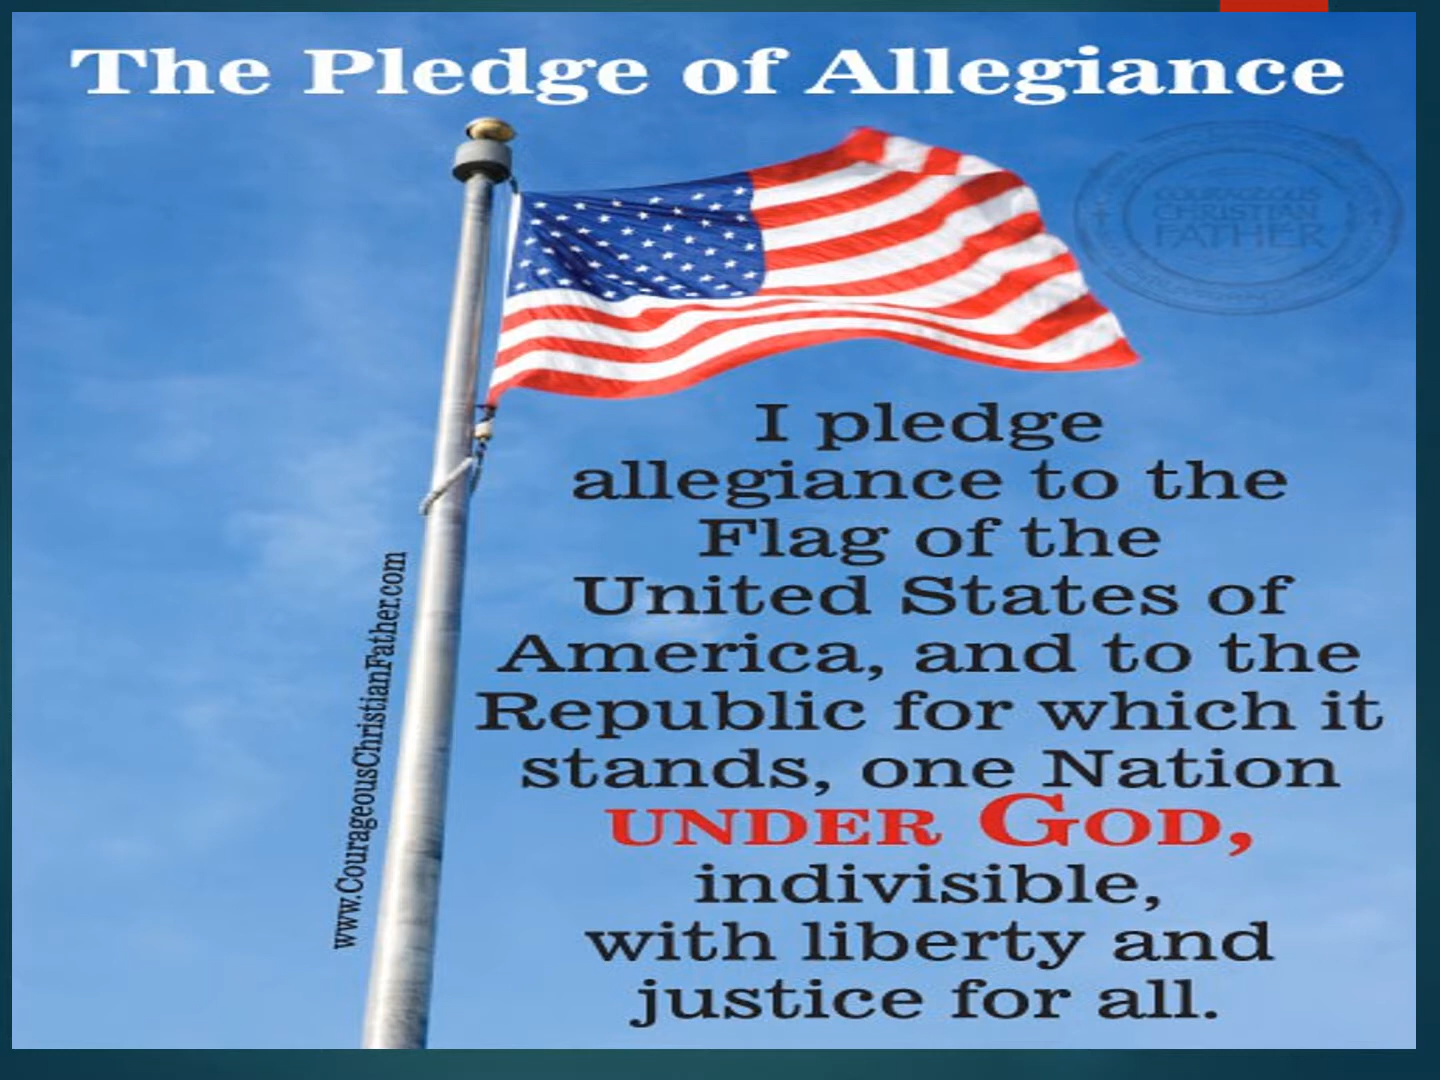 The Pledge of Allegiance
COURAGEOUS
CHRISTIAN
FATHER
I pledge
allegiance to the
Flag of the
United States of
America, and to the
Republic for which it
stands, one Nation
UNDER GOD,
indivisible,
with liberty and
justice for all.
www.CourageousChristianFather.com